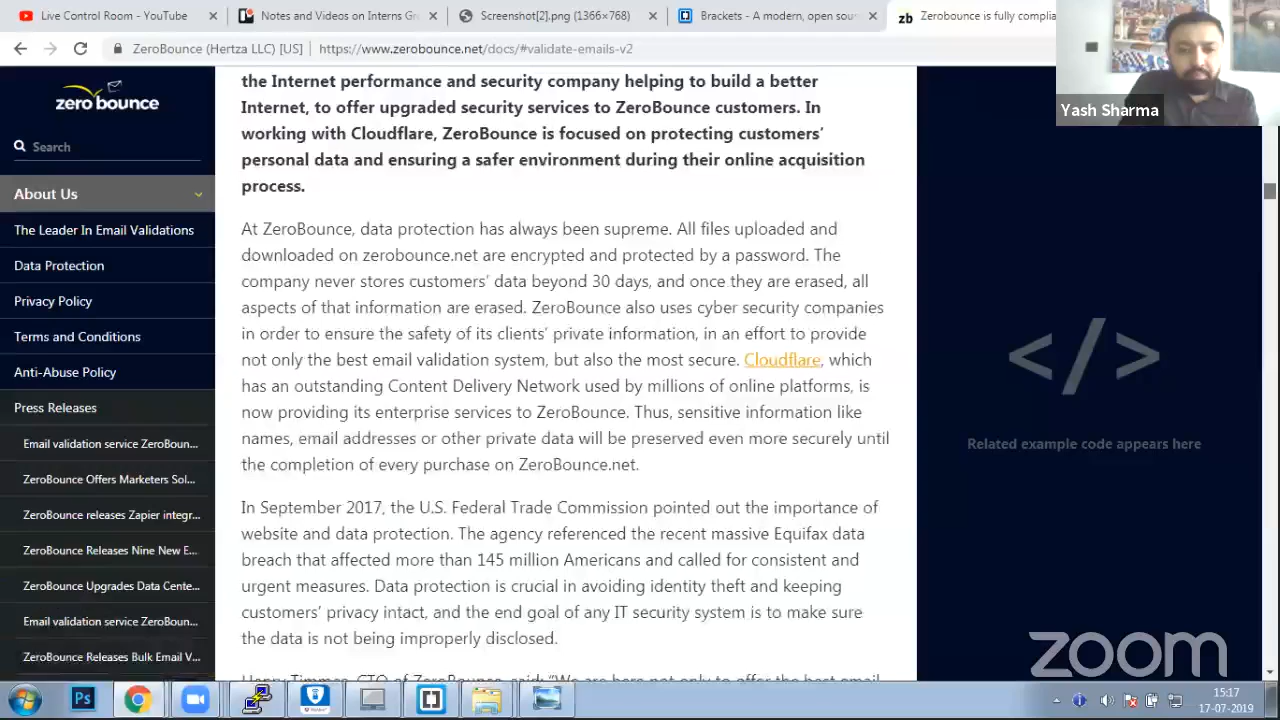 Live Control Room - YouTube
Notes and Videos on Interns Gr
Screenshot[2].png (1366×768)
Brackets - A modern, open sour
zb Zerobounce is fully complia
ZeroBounce (Hertza LLC) [US] | https://www.zerobounce.net/docs/#validate-emails-v2
Yash Sharma
zero bounce
Search
About Us
The Leader In Email Validations
Data Protection
Privacy Policy
Terms and Conditions
Anti-Abuse Policy
Press Releases
Email validation service ZeroBoun...
ZeroBounce Offers Marketers Sol...
ZeroBounce releases Zapier integr...
ZeroBounce Releases Nine New E...
ZeroBounce Upgrades Data Cente...
Email validation service ZeroBoun...
ZeroBounce Releases Bulk Email V...
the Internet performance and security company helping to build a better
Internet, to offer upgraded security services to ZeroBounce customers. In
working with Cloudflare, ZeroBounce is focused on protecting customers’
personal data and ensuring a safer environment during their online acquisition
process.
At ZeroBounce, data protection has always been supreme. All files uploaded and
downloaded on zerobounce.net are encrypted and protected by a password. The
company never stores customers’ data beyond 30 days, and once they are erased, all
aspects of that information are erased. ZeroBounce also uses cyber security companies
in order to ensure the safety of its clients’ private information, in an effort to provide
not only the best email validation system, but also the most secure. Cloudflare, which
has an outstanding Content Delivery Network used by millions of online platforms, is
now providing its enterprise services to ZeroBounce. Thus, sensitive information like
names, email addresses or other private data will be preserved even more securely until
the completion of every purchase on ZeroBounce.net.
In September 2017, the U.S. Federal Trade Commission pointed out the importance of
website and data protection. The agency referenced the recent massive Equifax data
breach that affected more than 145 million Americans and called for consistent and
urgent measures. Data protection is crucial in avoiding identity theft and keeping
customers’ privacy intact, and the end goal of any IT security system is to make sure
the data is not being improperly disclosed.
CTO of ZeroBounce, said: “We are here not only to offer the best email
</>
Related example code appears here
zoom
Ps
15:17
17-07-2019